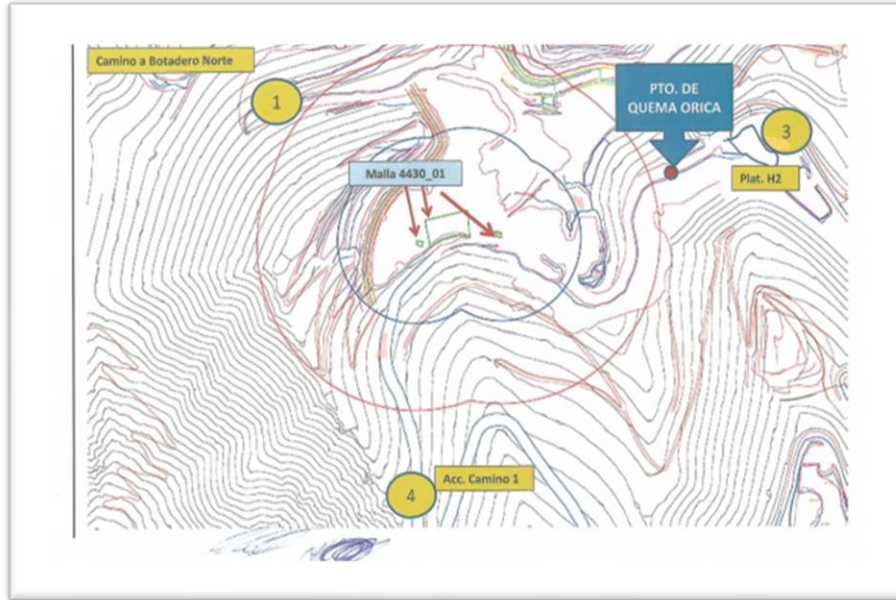 Camino a Botadero Norte
1
PTO. DE
QUEMA ORICA
3
Malla 4430_01
Plat. H2
Acc. Camino 1
4